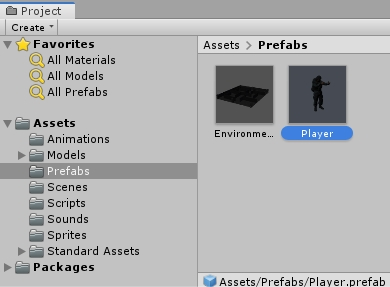 Project
Create
Favorites
All Materials
All Models
All Prefabs
Assets
Animations
Models
Prefabs
Scenes
Scripts
Sounds
Sprites
Standard Assets
Packages
Assets Prefabs
Environme...
Player
Assets/Prefabs/Player.prefab